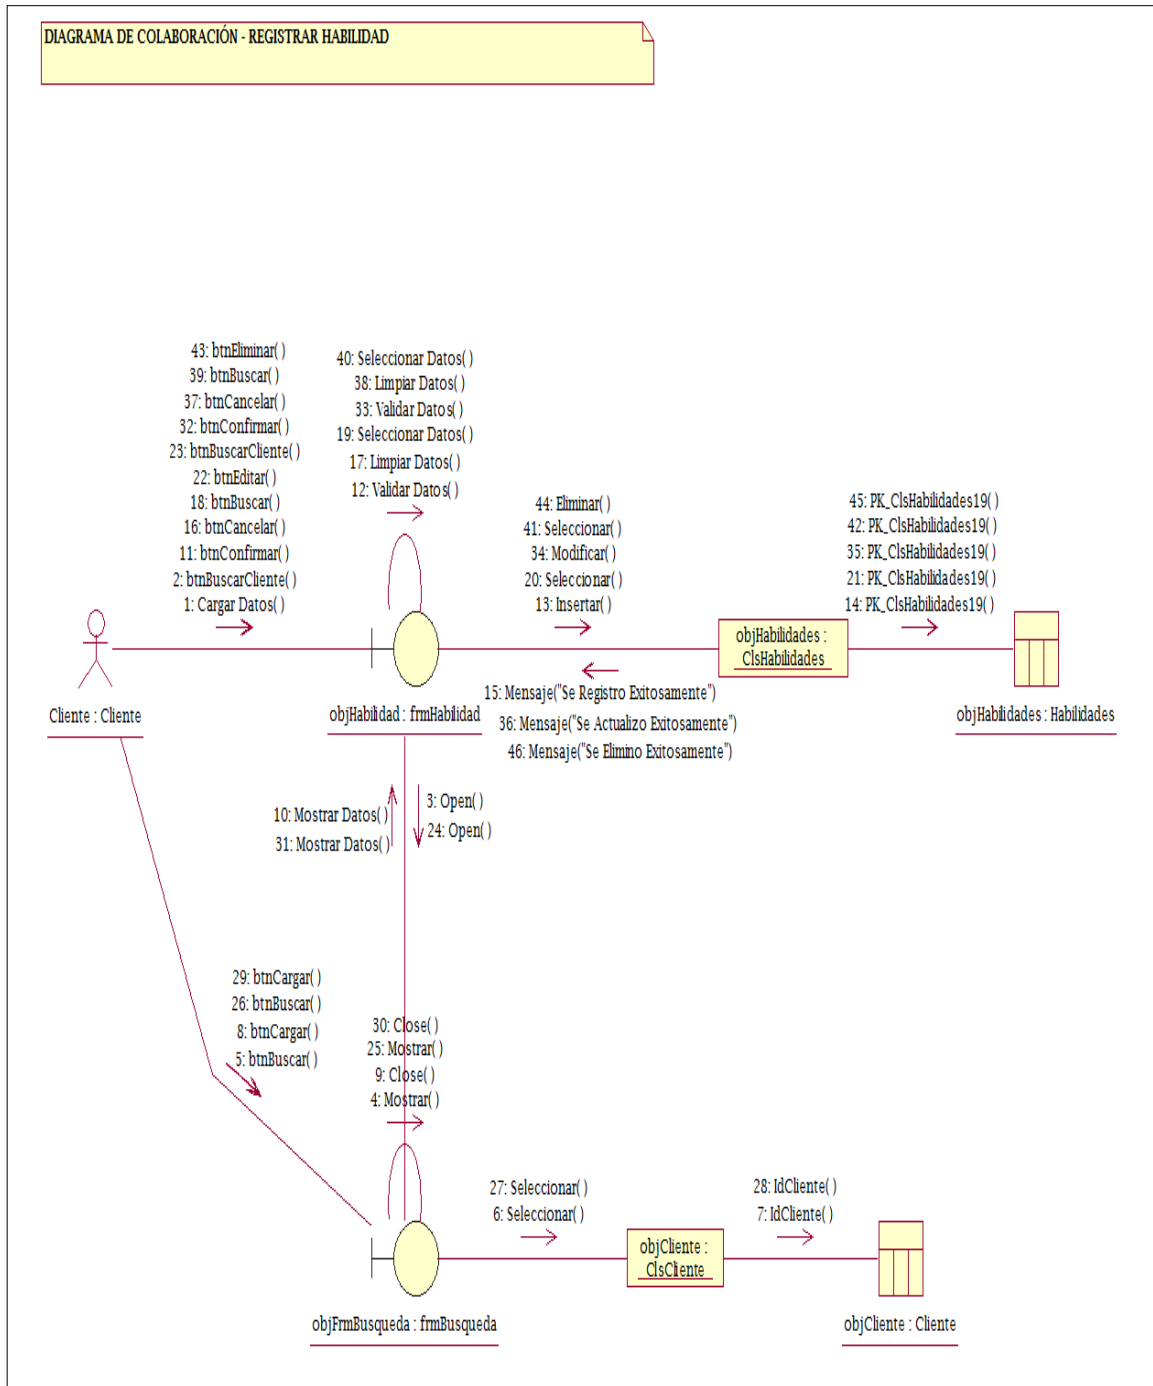 DIAGRAMA DE COLABORACIÓN - REGISTRAR HABILIDAD
43: btnEliminar( )
39: btnBuscar( )
37: btnCancelar( )
32: btnConfirmar( )
23: btnBuscarCliente( )
22: btnEditar( )
18: btnBuscar( )
16: btnCancelar( )
11: btnConfirmar( )
2: btnBuscarCliente( )
1: Cargar Datos( )
40: Seleccionar Datos( )
38: Limpiar Datos( )
33: Validar Datos( )
19: Seleccionar Datos( )
17: Limpiar Datos( )
12: Validar Datos( )
44: Eliminar( )
41: Seleccionar( )
34: Modificar( )
20: Seleccionar( )
13: Insertar( )
45: PK_ClsHabilidades19( )
42: PK_ClsHabilidades19( )
35: PK_ClsHabilidades19( )
21: PK_ClsHabilidades19( )
14: PK_ClsHabilidades19( )
objHabilidades :
ClsHabilidades
15: Mensaje("Se Registro Exitosamente")
36: Mensaje("Se Actualizo Exitosamente")
46: Mensaje("Se Elimino Exitosamente")
Cliente : Cliente
objHabilidad : frmHabilidad
objHabilidades : Habilidades
10: Mostrar Datos( )
31: Mostrar Datos( )
3: Open( )
24: Open( )
29: btnCargar( )
26: btnBuscar( )
8: btnCargar( )
5: btnBuscar( )
30: Close( )
25: Mostrar( )
9: Close( )
4: Mostrar( )
27: Seleccionar( )
6: Seleccionar( )
28: IdCliente( )
7: IdCliente( )
objCliente :
ClsCliente
objFrmBusqueda : frmBusqueda
objCliente : Cliente